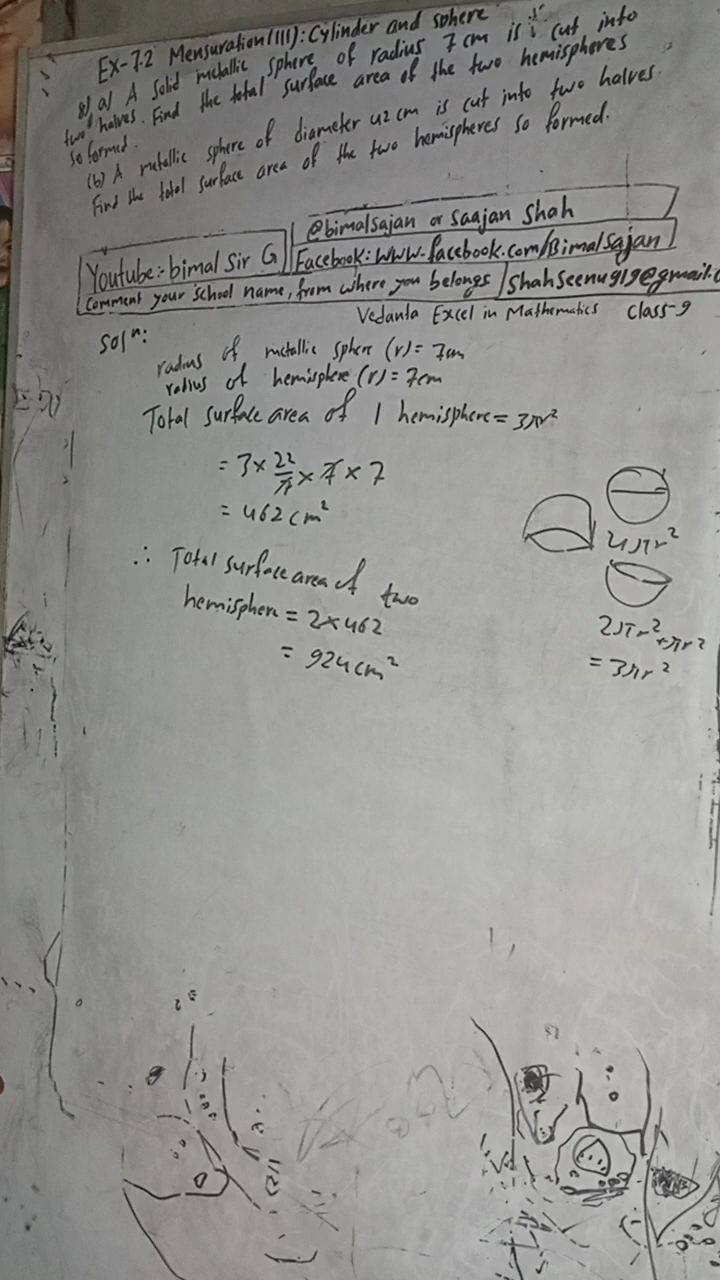 Ex-7.2 Mensuration(III): Cylinder and sphere
8) a) A solid metallic sphere of radius 7 cm is cut into
two halves. Find the total surface area of the two hemispheres
so formed.
(b) A metallic sphere of diameter 42 cm is cut into two halves.
Find the total surface area of the two hemispheres so formed.
@bimalsajan or saajan shah
Youtube:- bimal sir G
Facebook: www.facebook.com/Bimalsajan
comment your school name, from where you belongs
shahseenu919@gmail.c
Vedanta Excel in Mathematics Class-9
Solⁿ:
radius of metallic sphere (r) = 7cm
radius of hemisphere (r) = 7cm
Total surface area of 1 hemisphere = 3πr²
= 3 × 22/7 × 7 × 7
= 462 cm²
∴ Total surface area of two
hemisphere = 2×462
= 924 cm²
4πr²
2πr² + πr²
= 3πr²